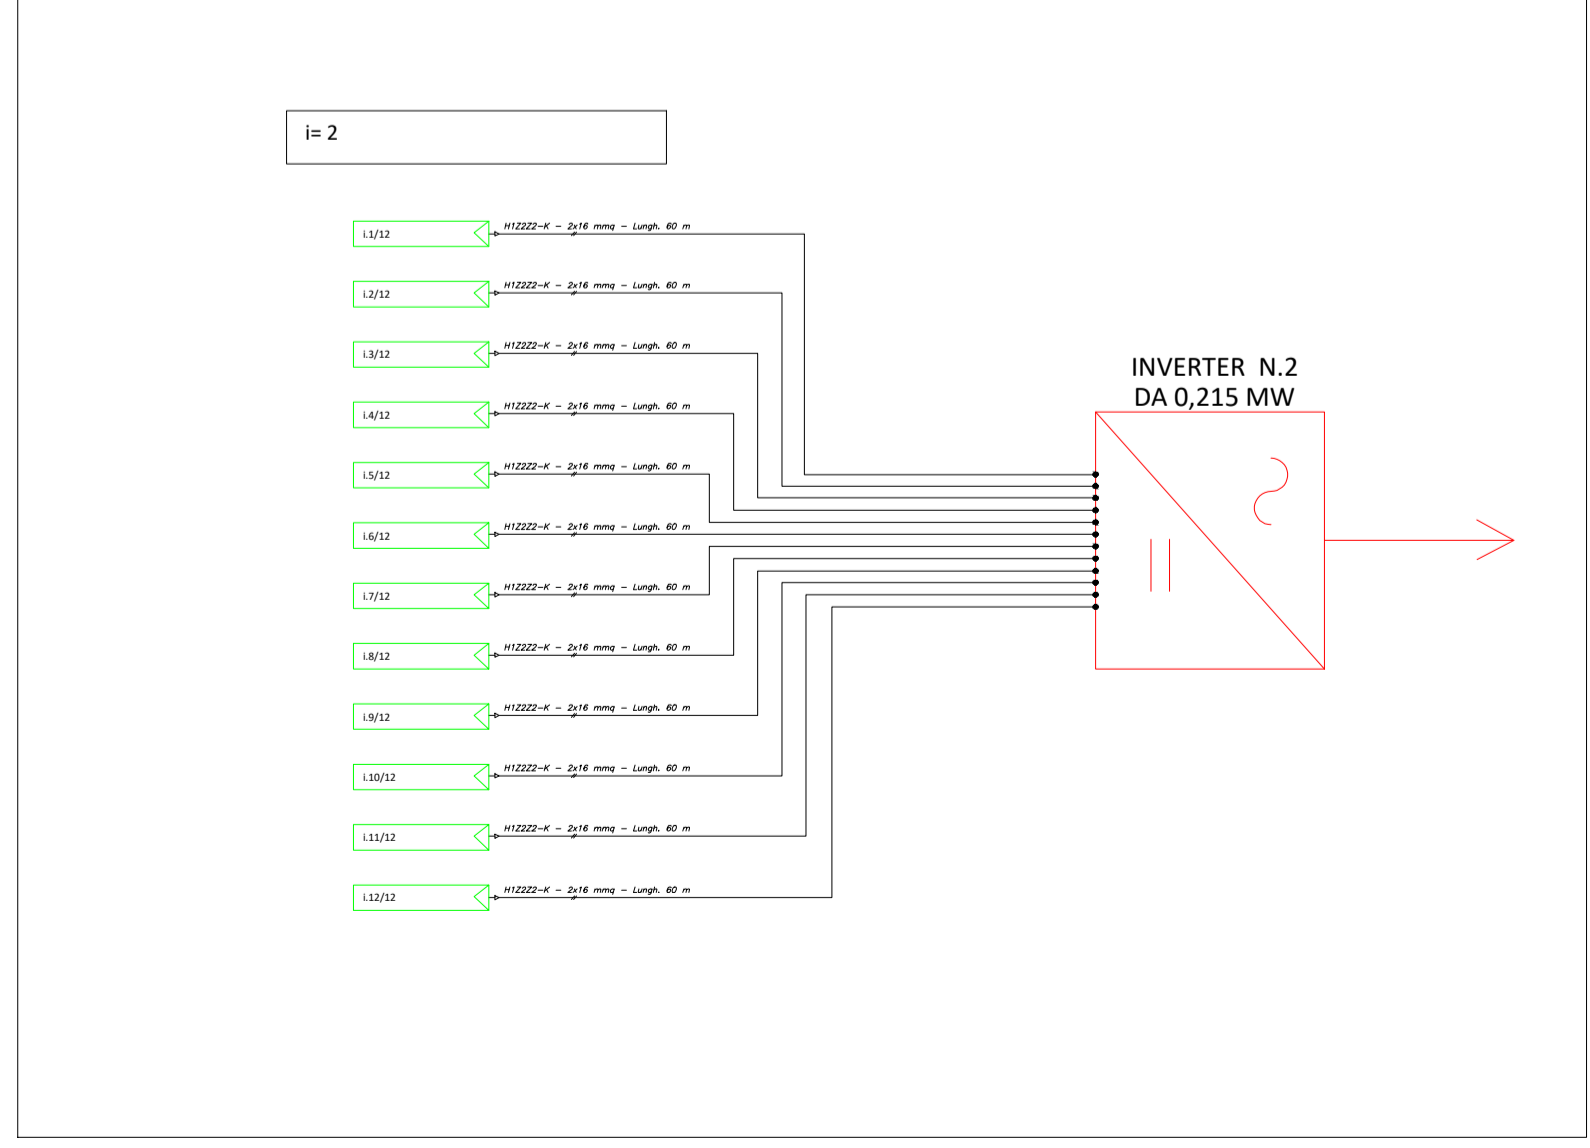 i= 2
i.1/12
H1Z2Z2-K - 2x16 mmq - Lungh. 60 m
i.2/12
H1Z2Z2-K - 2x16 mmq - Lungh. 60 m
i.3/12
H1Z2Z2-K - 2x16 mmq - Lungh. 60 m
INVERTER N.2
DA 0,215 MW
i.4/12
H1Z2Z2-K - 2x16 mmq - Lungh. 60 m
i.5/12
H1Z2Z2-K - 2x16 mmq - Lungh. 60 m
i.6/12
H1Z2Z2-K - 2x16 mmq - Lungh. 60 m
i.7/12
H1Z2Z2-K - 2x16 mmq - Lungh. 60 m
i.8/12
H1Z2Z2-K - 2x16 mmq - Lungh. 60 m
i.9/12
H1Z2Z2-K - 2x16 mmq - Lungh. 60 m
i.10/12
H1Z2Z2-K - 2x16 mmq - Lungh. 60 m
i.11/12
H1Z2Z2-K - 2x16 mmq - Lungh. 60 m
i.12/12
H1Z2Z2-K - 2x16 mmq - Lungh. 60 m